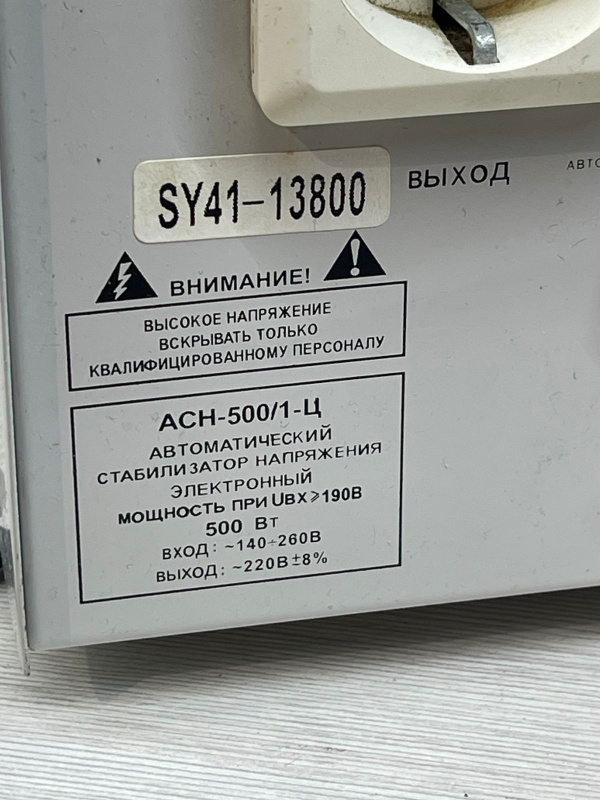 SY41-13800
ВЫХОД
АВТО
ВНИМАНИЕ!
ВЫСОКОЕ НАПРЯЖЕНИЕ
ВСКРЫВАТЬ ТОЛЬКО
КВАЛИФИЦИРОВАННОМУ ПЕРСОНАЛУ
АСН-500/1-Ц
АВТОМАТИЧЕСКИЙ
СТАБИЛИЗАТОР НАПРЯЖЕНИЯ
ЭЛЕКТРОННЫЙ
МОЩНОСТЬ ПРИ UВХ≥190В
500 Вт
ВХОД: ~140÷260В
ВЫХОД: ~220В±8%